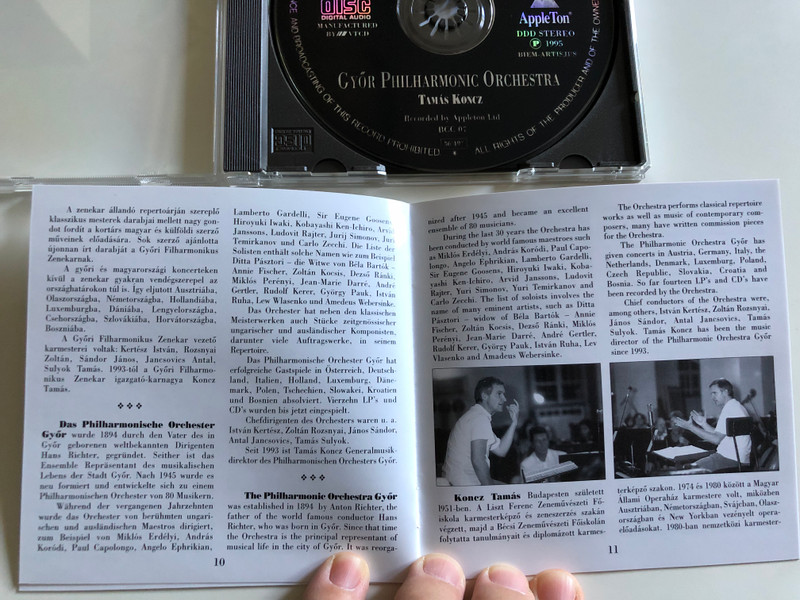 DISC
DIGITAL AUDIO
MANUFACTURED
BY VTCD
AppleTon
DDD STEREO
Ⓟ 1995
BIEM-ARTISJUS
GYŐR PHILHARMONIC ORCHESTRA
TAMÁS KONCZ
Recorded by Appleton Ltd
BROADCASTING OF THIS RECORD PROHIBITED
ALL RIGHTS OF THE PRODUCER AND OF THE OWNER
A zenekar állandó repertoárján szereplő
klasszikus mesterek darabjai mellett nagy gon-
dot fordít a kortárs magyar és külföldi szerző
műveinek előadására. Sok szerző ajánlotta
újonnan írt darabját a Győri Filharmonikus
Zenekarnak.
A győri és magyarországi koncerteken
kívül a zenekar gyakran vendégszerepel az
országhatárokon túl is. Így eljutott Ausztriába,
Olaszországba, Németországba, Hollandiába,
Luxemburgba, Dániába, Lengyelországba,
Csehországba, Szlovákiába, Horvátországba,
Boszniába.
A Győri Filharmonikus Zenekar vezető
karmesterei voltak: Kertész István, Rozsnyai
Zoltán, Sándor János, Jancsovics Antal,
Sulyok Tamás. 1993-tól a Győri Filharmo-
nikus Zenekar igazgató-karnagya Koncz
Tamás.
Das Philharmonische Orchester
Győr wurde 1894 durch den Vater des in
Győr geborenen weltbekannten Dirigenten
Hans Richter, gegründet. Seither ist das
Ensemble Repräsentant des musikalischen
Lebens der Stadt Győr. Nach 1945 wurde es
neu formiert und entwickelte sich zu einem
Philharmonischen Orchester von 80 Musikern.
Während der vergangenen Jahrzehnten
wurde das Orchester von berühmten ungari-
schen und ausländischen Maestros dirigiert,
zum Beispiel von Miklós Erdélyi, András
Koródi, Paul Capolongo, Angelo Ephrikian,
10
Lamberto Gardelli, Sir Eugene Goosens,
Hiroyuki Iwaki, Kobayashi Ken-Ichiro, Arvid
Janssons, Ludovit Rajter, Jurij Simonov, Jurij
Temirkanov und Carlo Zecchi. Die Liste der
Solisten enthält solche Namen wie zum Beispiel
Ditta Pásztori – die Witwe von Béla Bartók –
Annie Fischer, Zoltán Kocsis, Dezső Ránki,
Miklós Perényi, Jean-Marie Darré, André
Gertler, Rudolf Kerer, György Pauk, István
Ruha, Lew Wlasenko und Amadeus Webersinke.
Das Orchester hat neben den klassischen
Meisterwerken auch Stücke zeitgenössischer
ungarischer und ausländischer Komponisten,
darunter viele Auftragswerke, in seinem
Repertoire.
Das Philharmonische Orchester Győr hat
erfolgreiche Gastspiele in Österreich, Deutsch-
land, Italien, Holland, Luxemburg, Däne-
mark, Polen, Tschechien, Slowakei, Kroatien
und Bosnien absolviert. Vierzehn LP's und
CD's wurden bis jetzt eingespielt.
Chefdirigenten des Orchesters waren u. a.
István Kertész, Zoltán Rozsnyai, János Sándor,
Antal Jancsovics, Tamás Sulyok.
Seit 1993 ist Tamás Koncz Generalmusik-
direktor des Philharmonischen Orchesters Győr.
The Philharmonic Orchestra Győr
was established in 1894 by Anton Richter, the
father of the world famous conductor Hans
Richter, who was born in Győr. Since that time
the Orchestra is the principal representant of
musical life in the city of Győr. It was reorga-
nized after 1945 and became an excellent
ensemble of 80 musicians.
During the last 30 years the Orchestra has
been conducted by world famous maestroes such
as Miklós Erdélyi, András Koródi, Paul Capo-
longo, Angelo Ephrikian, Lamberto Gardelli,
Sir Eugene Goosens, Hiroyuki Iwaki, Koba-
yashi Ken-Ichiro, Arvid Janssons, Ludovit
Rajter, Yuri Simonov, Yuri Temirkanov and
Carlo Zecchi. The list of soloists involves the
name of many eminent artists, such as Ditta
Pásztori – widow of Béla Bartók – Annie
Fischer, Zoltán Kocsis, Dezső Ránki, Miklós
Perényi, Jean-Marie Darré, André Gertler,
Rudolf Kerer, György Pauk, István Ruha, Lev
Vlasenko and Amadeus Webersinke.
Koncz Tamás Budapesten született
1951-ben. A Liszt Ferenc Zeneművészeti Fő-
iskola karmesterképző és zeneszerzés szakán
végzett, majd a Bécsi Zeneművészeti Főiskolán
folytatta tanulmányait és diplomázott karmes-
The Orchestra performs classical repertoire
works as well as music of contemporary com-
posers, many have written commission pieces
for the Orchestra.
The Philharmonic Orchestra Győr has
given concerts in Austria, Germany, Italy, the
Netherlands, Denmark, Luxemburg, Poland,
Czech Republic, Slovakia, Croatia and
Bosnia. So far fourteen LP's and CD's have
been recorded by the Orchestra.
Chief conductors of the Orchestra were,
among others, István Kertész, Zoltán Rozsnyai,
János Sándor, Antal Jancsovics, Tamás
Sulyok. Tamás Koncz has been the music
director of the Philharmonic Orchestra Győr
since 1993.
terképző szakon. 1974 és 1980 között a Magyar
Állami Operaház karmestere volt, miközben
Ausztriában, Németországban, Svájcban, Olasz-
országban és New Yorkban vezényelt opera-
előadásokat. 1980-ban nemzetközi karmester-
11